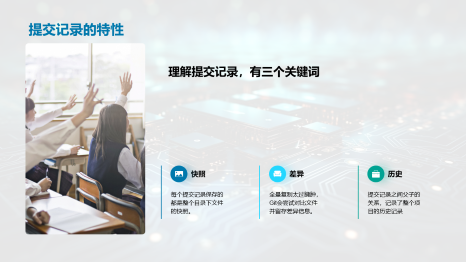 提交记录的特性
理解提交记录，有三个关键词
快照
每个提交记录保存的
都是整个目录下文件
的快照。
差异
全量复制太过臃肿，
Git会尝试对比文件
并留存差异信息。
历史
提交记录之间父子的
关系，记录了整个项
目的历史记录